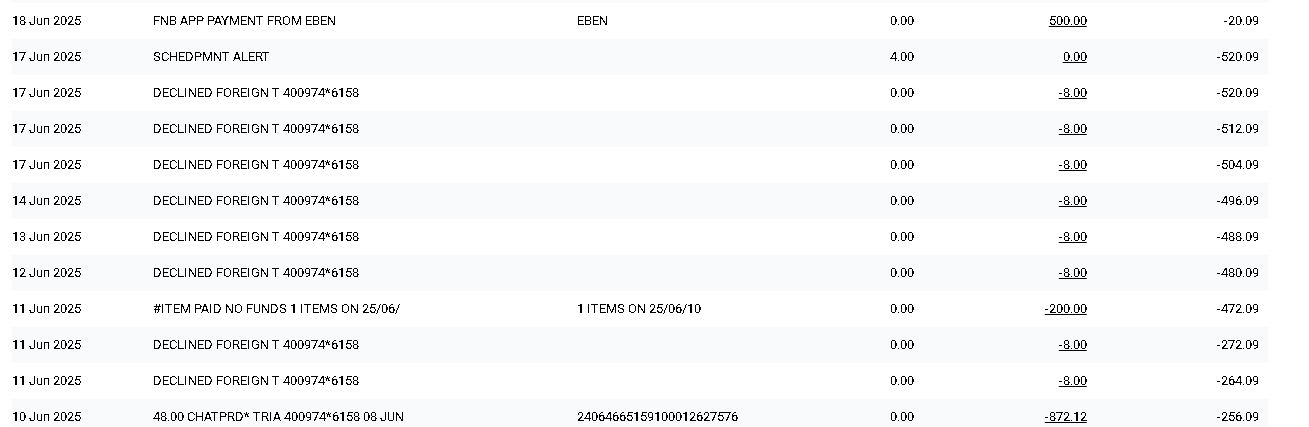 18 Jun 2025 FNB APP PAYMENT FROM EBEN EBEN 0.00 500.00 -20.09
17 Jun 2025 SCHEDPMNT ALERT 4.00 0.00 -520.09
17 Jun 2025 DECLINED FOREIGN T 400974*6158 0.00 -8.00 -520.09
17 Jun 2025 DECLINED FOREIGN T 400974*6158 0.00 -8.00 -512.09
17 Jun 2025 DECLINED FOREIGN T 400974*6158 0.00 -8.00 -504.09
14 Jun 2025 DECLINED FOREIGN T 400974*6158 0.00 -8.00 -496.09
13 Jun 2025 DECLINED FOREIGN T 400974*6158 0.00 -8.00 -488.09
12 Jun 2025 DECLINED FOREIGN T 400974*6158 0.00 -8.00 -480.09
11 Jun 2025 #ITEM PAID NO FUNDS 1 ITEMS ON 25/06/ 1 ITEMS ON 25/06/10 0.00 -200.00 -472.09
11 Jun 2025 DECLINED FOREIGN T 400974*6158 0.00 -8.00 -272.09
11 Jun 2025 DECLINED FOREIGN T 400974*6158 0.00 -8.00 -264.09
10 Jun 2025 48.00 CHATPRD* TRIA 400974*6158 08 JUN 24064665159100012627576 0.00 -872.12 -256.09